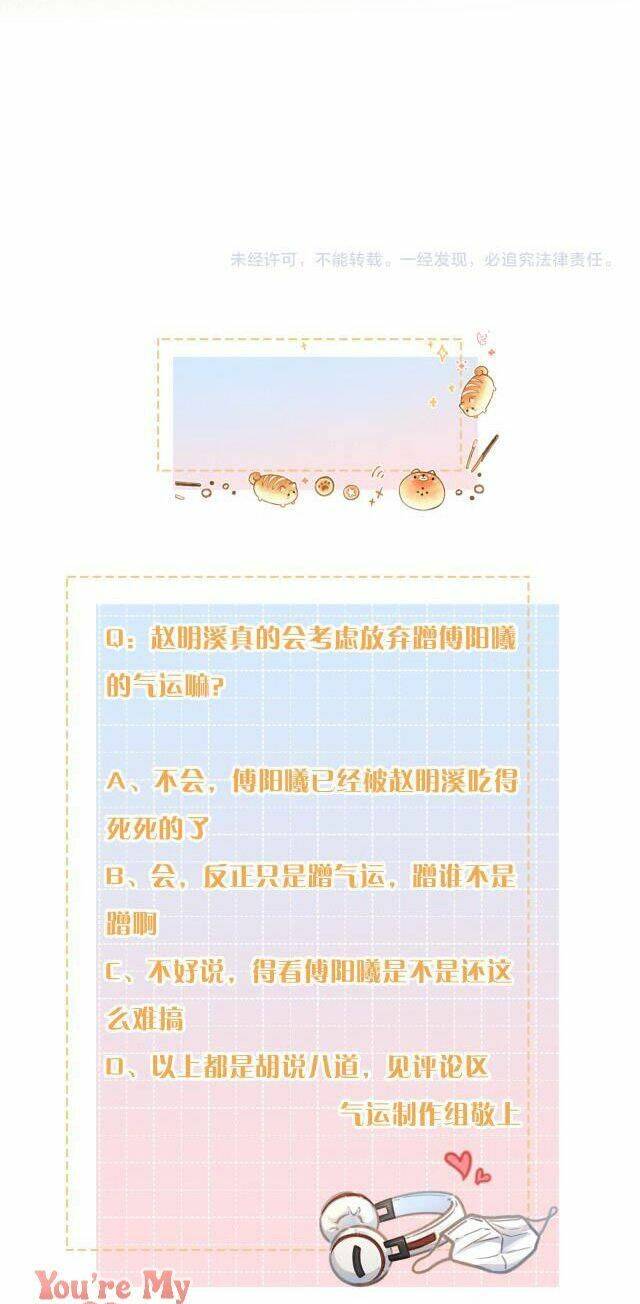 未经许可，不能转载。一经发现，必追究法律责任。
Q：赵明溪真的会考虑放弃蹭傅阳曦
的气运嘛？
A、不会，傅阳曦已经被赵明溪吃得
死死的了
B、会，反正只是蹭气运，蹭谁不是
蹭啊
C、不好说，得看傅阳曦是不是还这
么难搞
D、以上都是胡说八道，见评论区
气运制作组敬上
You're My